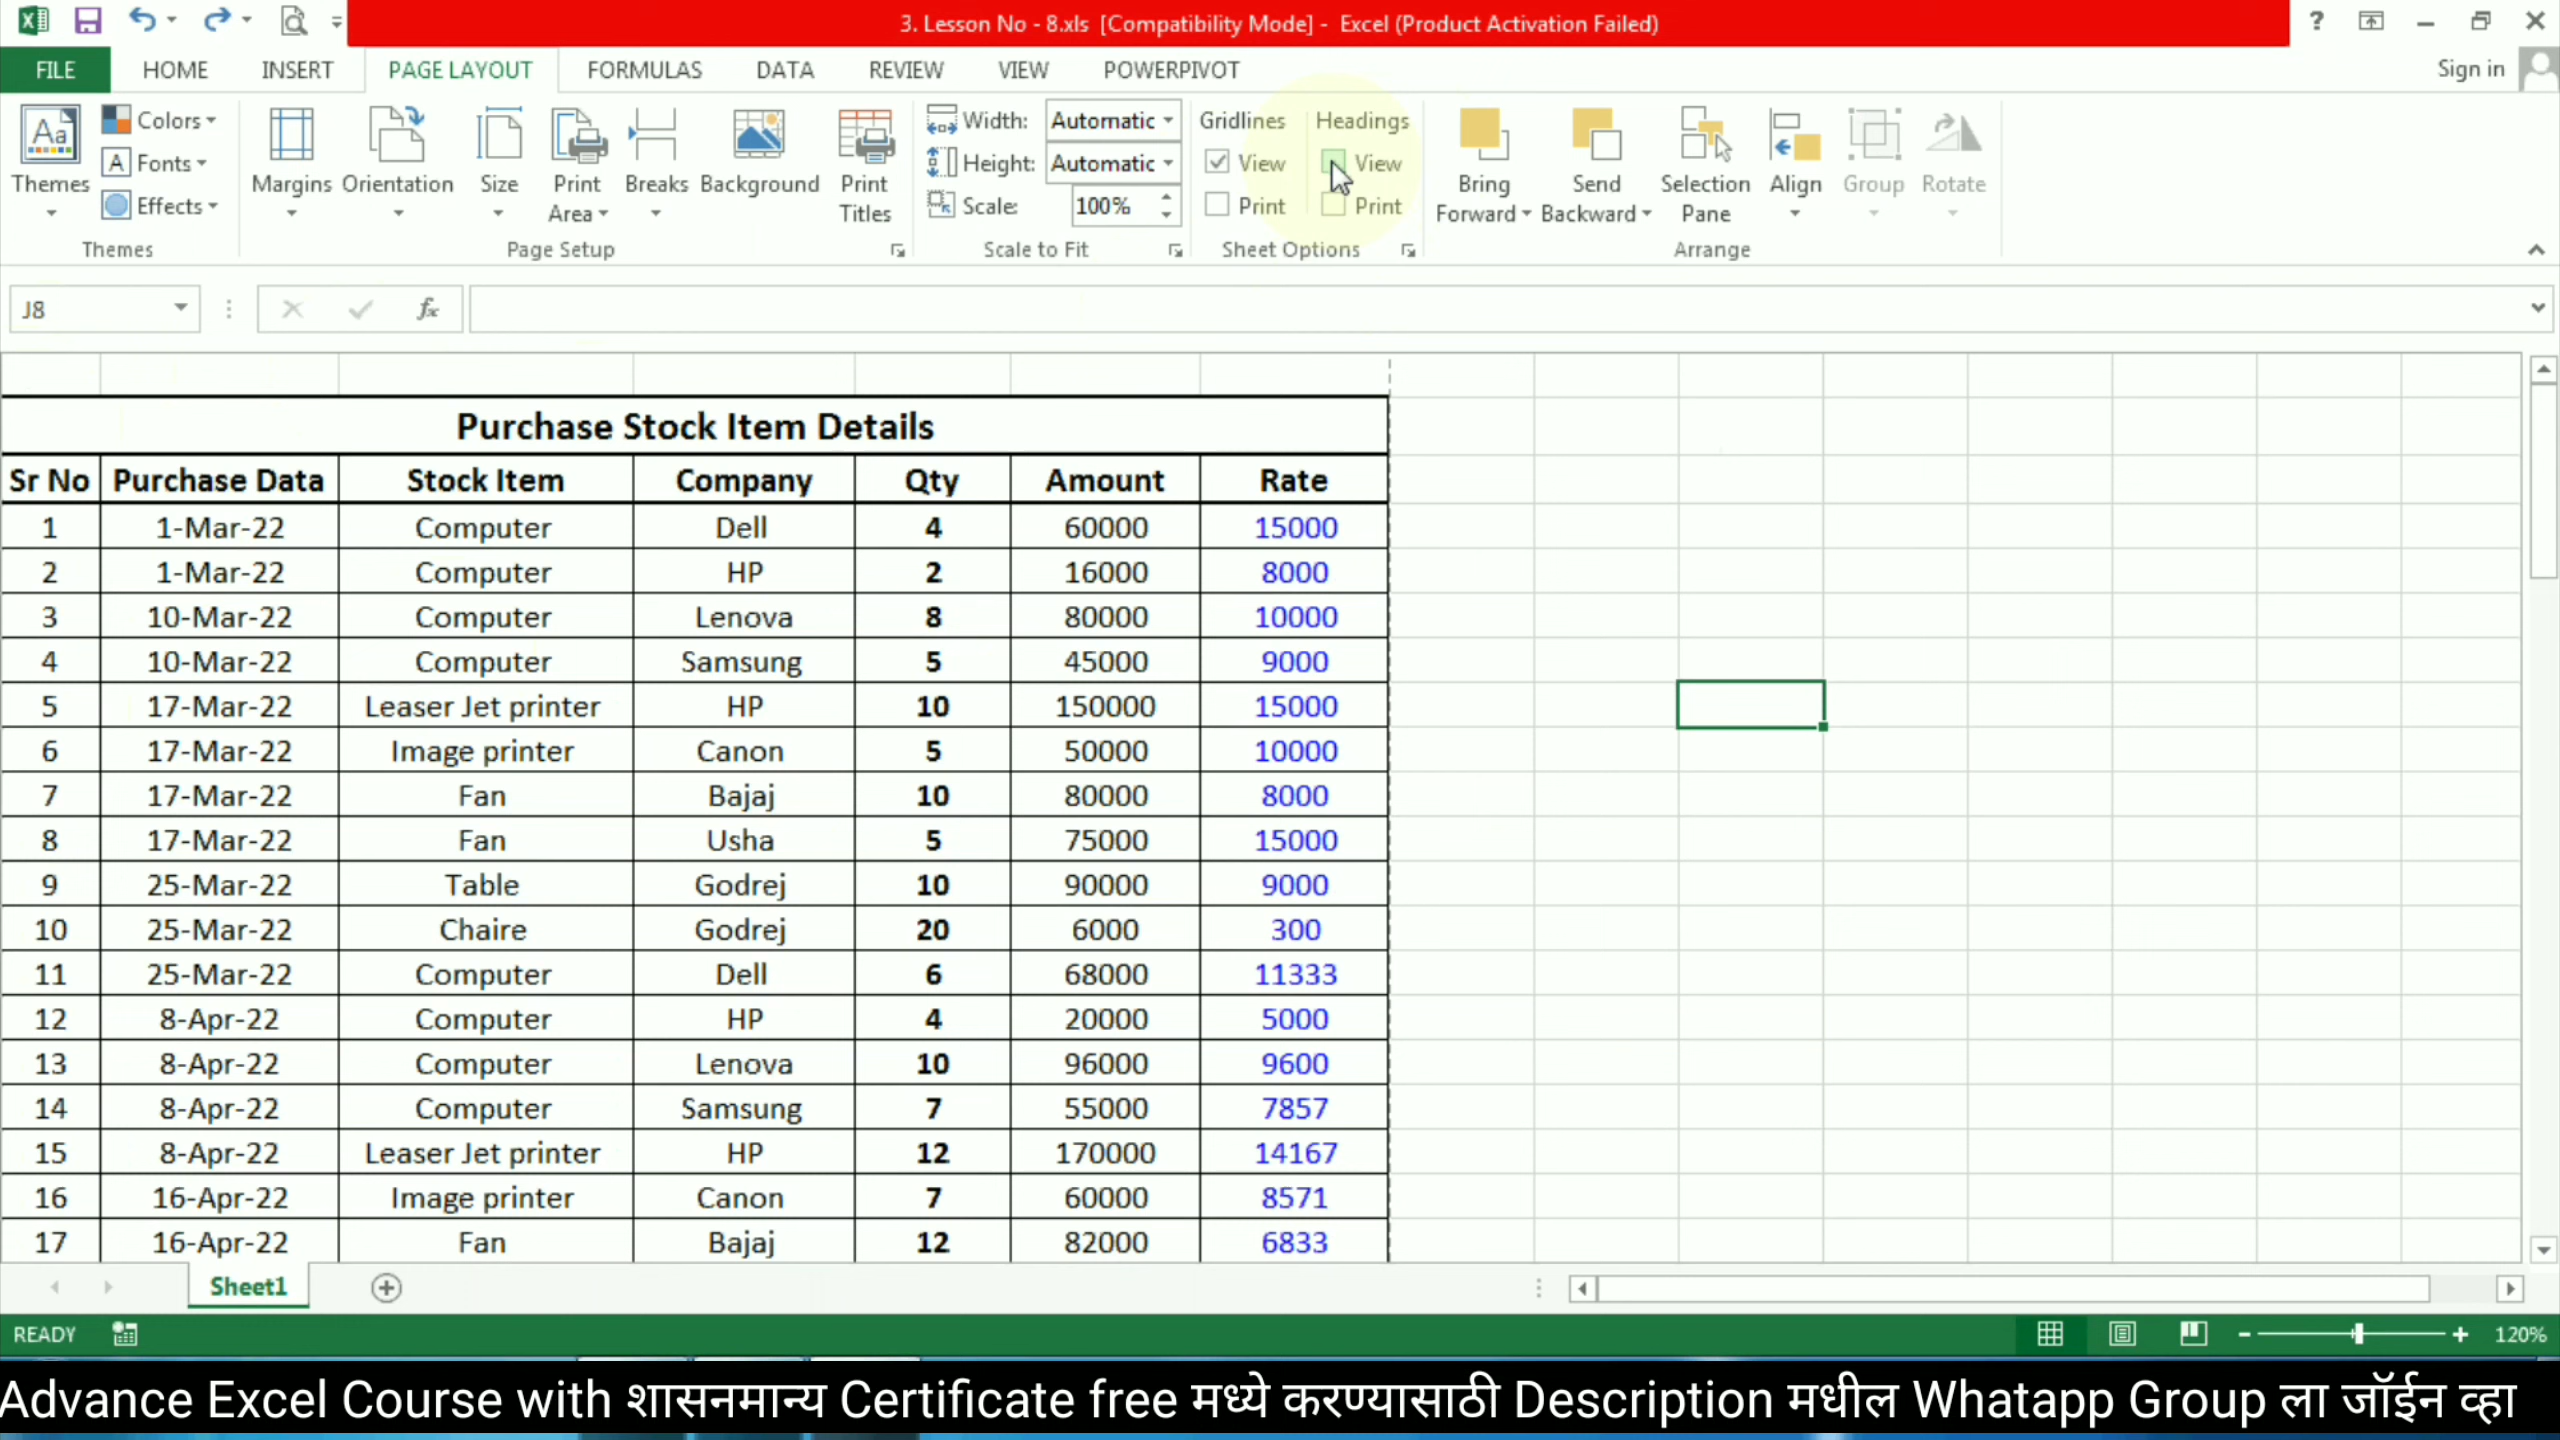 3. Lesson No - 8.xls [Compatibility Mode] - Excel (Product Activation Failed)
FILE HOME INSERT PAGE LAYOUT FORMULAS DATA REVIEW VIEW POWERPIVOT Sign in
Colors Width: Automatic Gridlines Headings
Fonts Height: Automatic View View
Themes Margins Orientation Size Print Area Breaks Background Print Titles Bring Forward Send Backward Selection Pane Align Group Rotate
Effects Scale: 100% Print Print
Themes Page Setup Scale to Fit Sheet Options Arrange
J8 fx
Purchase Stock Item Details
Sr No Purchase Data Stock Item Company Qty Amount Rate
1 1-Mar-22 Computer Dell 4 60000 15000
2 1-Mar-22 Computer HP 2 16000 8000
3 10-Mar-22 Computer Lenova 8 80000 10000
4 10-Mar-22 Computer Samsung 5 45000 9000
5 17-Mar-22 Leaser Jet printer HP 10 150000 15000
6 17-Mar-22 Image printer Canon 5 50000 10000
7 17-Mar-22 Fan Bajaj 10 80000 8000
8 17-Mar-22 Fan Usha 5 75000 15000
9 25-Mar-22 Table Godrej 10 90000 9000
10 25-Mar-22 Chaire Godrej 20 6000 300
11 25-Mar-22 Computer Dell 6 68000 11333
12 8-Apr-22 Computer HP 4 20000 5000
13 8-Apr-22 Computer Lenova 10 96000 9600
14 8-Apr-22 Computer Samsung 7 55000 7857
15 8-Apr-22 Leaser Jet printer HP 12 170000 14167
16 16-Apr-22 Image printer Canon 7 60000 8571
17 16-Apr-22 Fan Bajaj 12 82000 6833
Sheet1
READY 120%
Advance Excel Course with शासनमान्य Certificate free मध्ये करण्यासाठी Description मधील Whatapp Group ला जॉईन व्हा